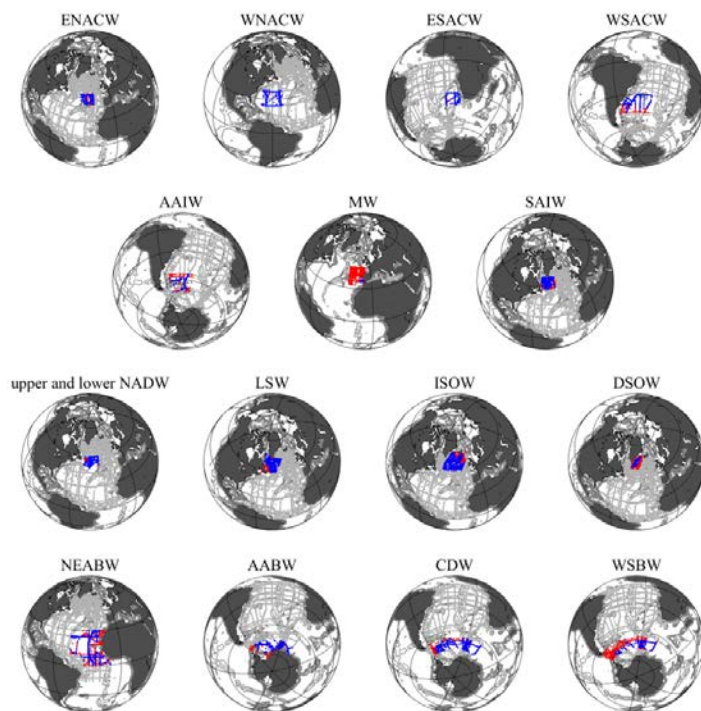 ENACW WNACW ESACW WSACW
AAIW MW SAIW
upper and lower NADW LSW ISOW DSOW
NEABW AABW CDW WSBW